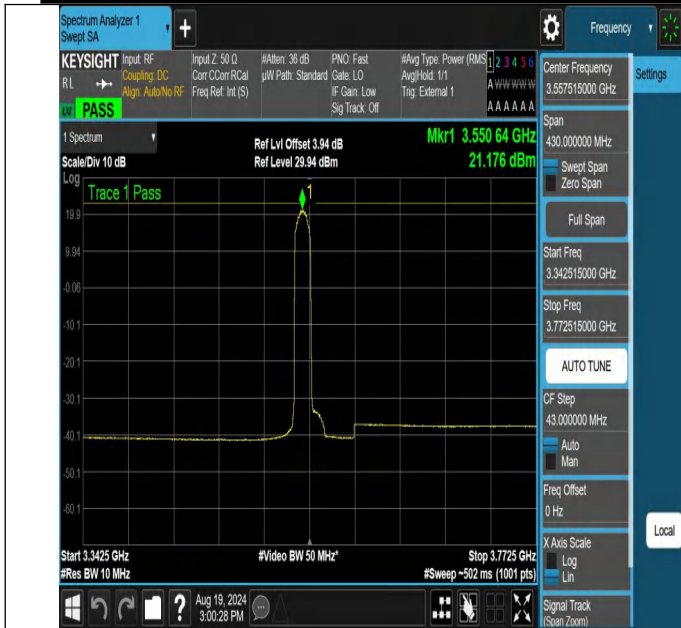 Spectrum Analyzer 1
Swept SA
+
Frequency
KEYSIGHT
RL
PASS
Input: RF
Coupling: DC
Align: Auto/No RF
Input Z: 50 Ω
Corr CCorr RCal
Freq Ref: Int (S)
#Atten: 36 dB
µW Path: Standard
PNO: Fast
Gate: LO
IF Gain: Low
Sig Track: Off
#Avg Type: Power (RMS
Avg|Hold: 1/1
Trig: External 1
1 2 3 4 5 6
A W W W W W
A A A A A A
Center Frequency
3.557515000 GHz
Settings
Span
430.000000 MHz
Swept Span
Zero Span
Full Span
Start Freq
3.342515000 GHz
Stop Freq
3.772515000 GHz
AUTO TUNE
CF Step
43.000000 MHz
Auto
Man
Freq Offset
0 Hz
X Axis Scale
Log
Lin
Local
Signal Track
(Span Zoom)
1 Spectrum
Scale/Div 10 dB
Ref Lvl Offset 3.94 dB
Ref Level 29.94 dBm
Mkr1 3.550 64 GHz
21.176 dBm
Log
Trace 1 Pass
1
19.9
9.94
-0.06
-10.1
-20.1
-30.1
-40.1
-50.1
-60.1
Start 3.3425 GHz
#Res BW 10 MHz
#Video BW 50 MHz*
Stop 3.7725 GHz
#Sweep ~502 ms (1001 pts)
?
Aug 19, 2024
3:00:28 PM